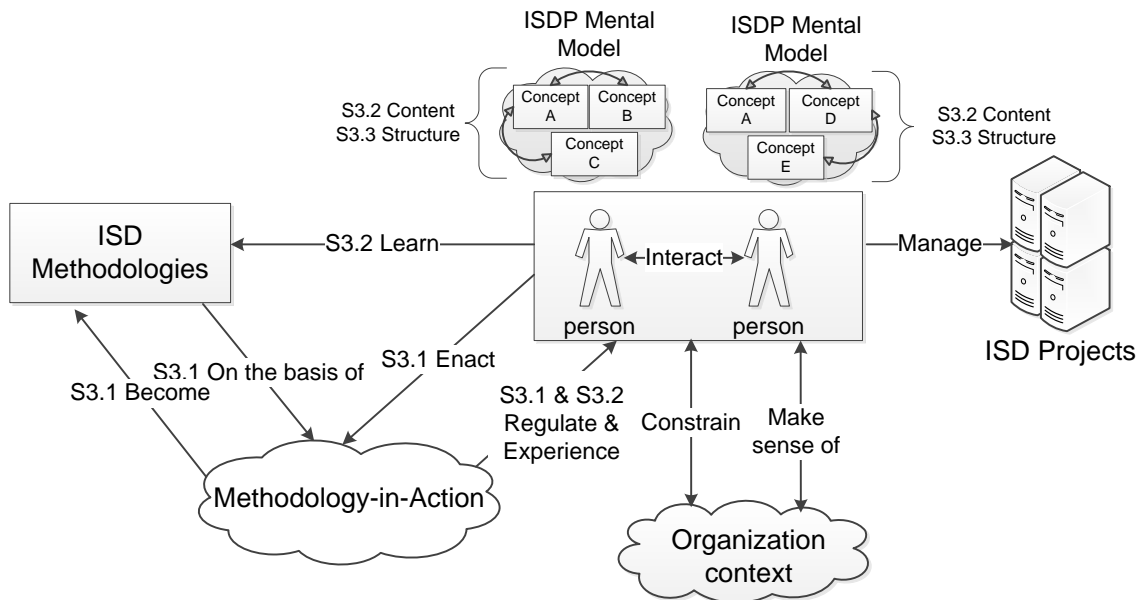 ISDP Mental
Model
ISDP Mental
Model
S3.2 Content
S3.3 Structure
Concept
A
Concept
B
Concept
C
Concept
A
Concept
D
Concept
E
S3.2 Content
S3.3 Structure
ISD
Methodologies
S3.2 Learn
Interact
person
person
Manage
ISD Projects
S3.1 Become
S3.1 On the basis of
S3.1 Enact
S3.1 & S3.2
Regulate &
Experience
Constrain
Make
sense of
Methodology-in-Action
Organization
context